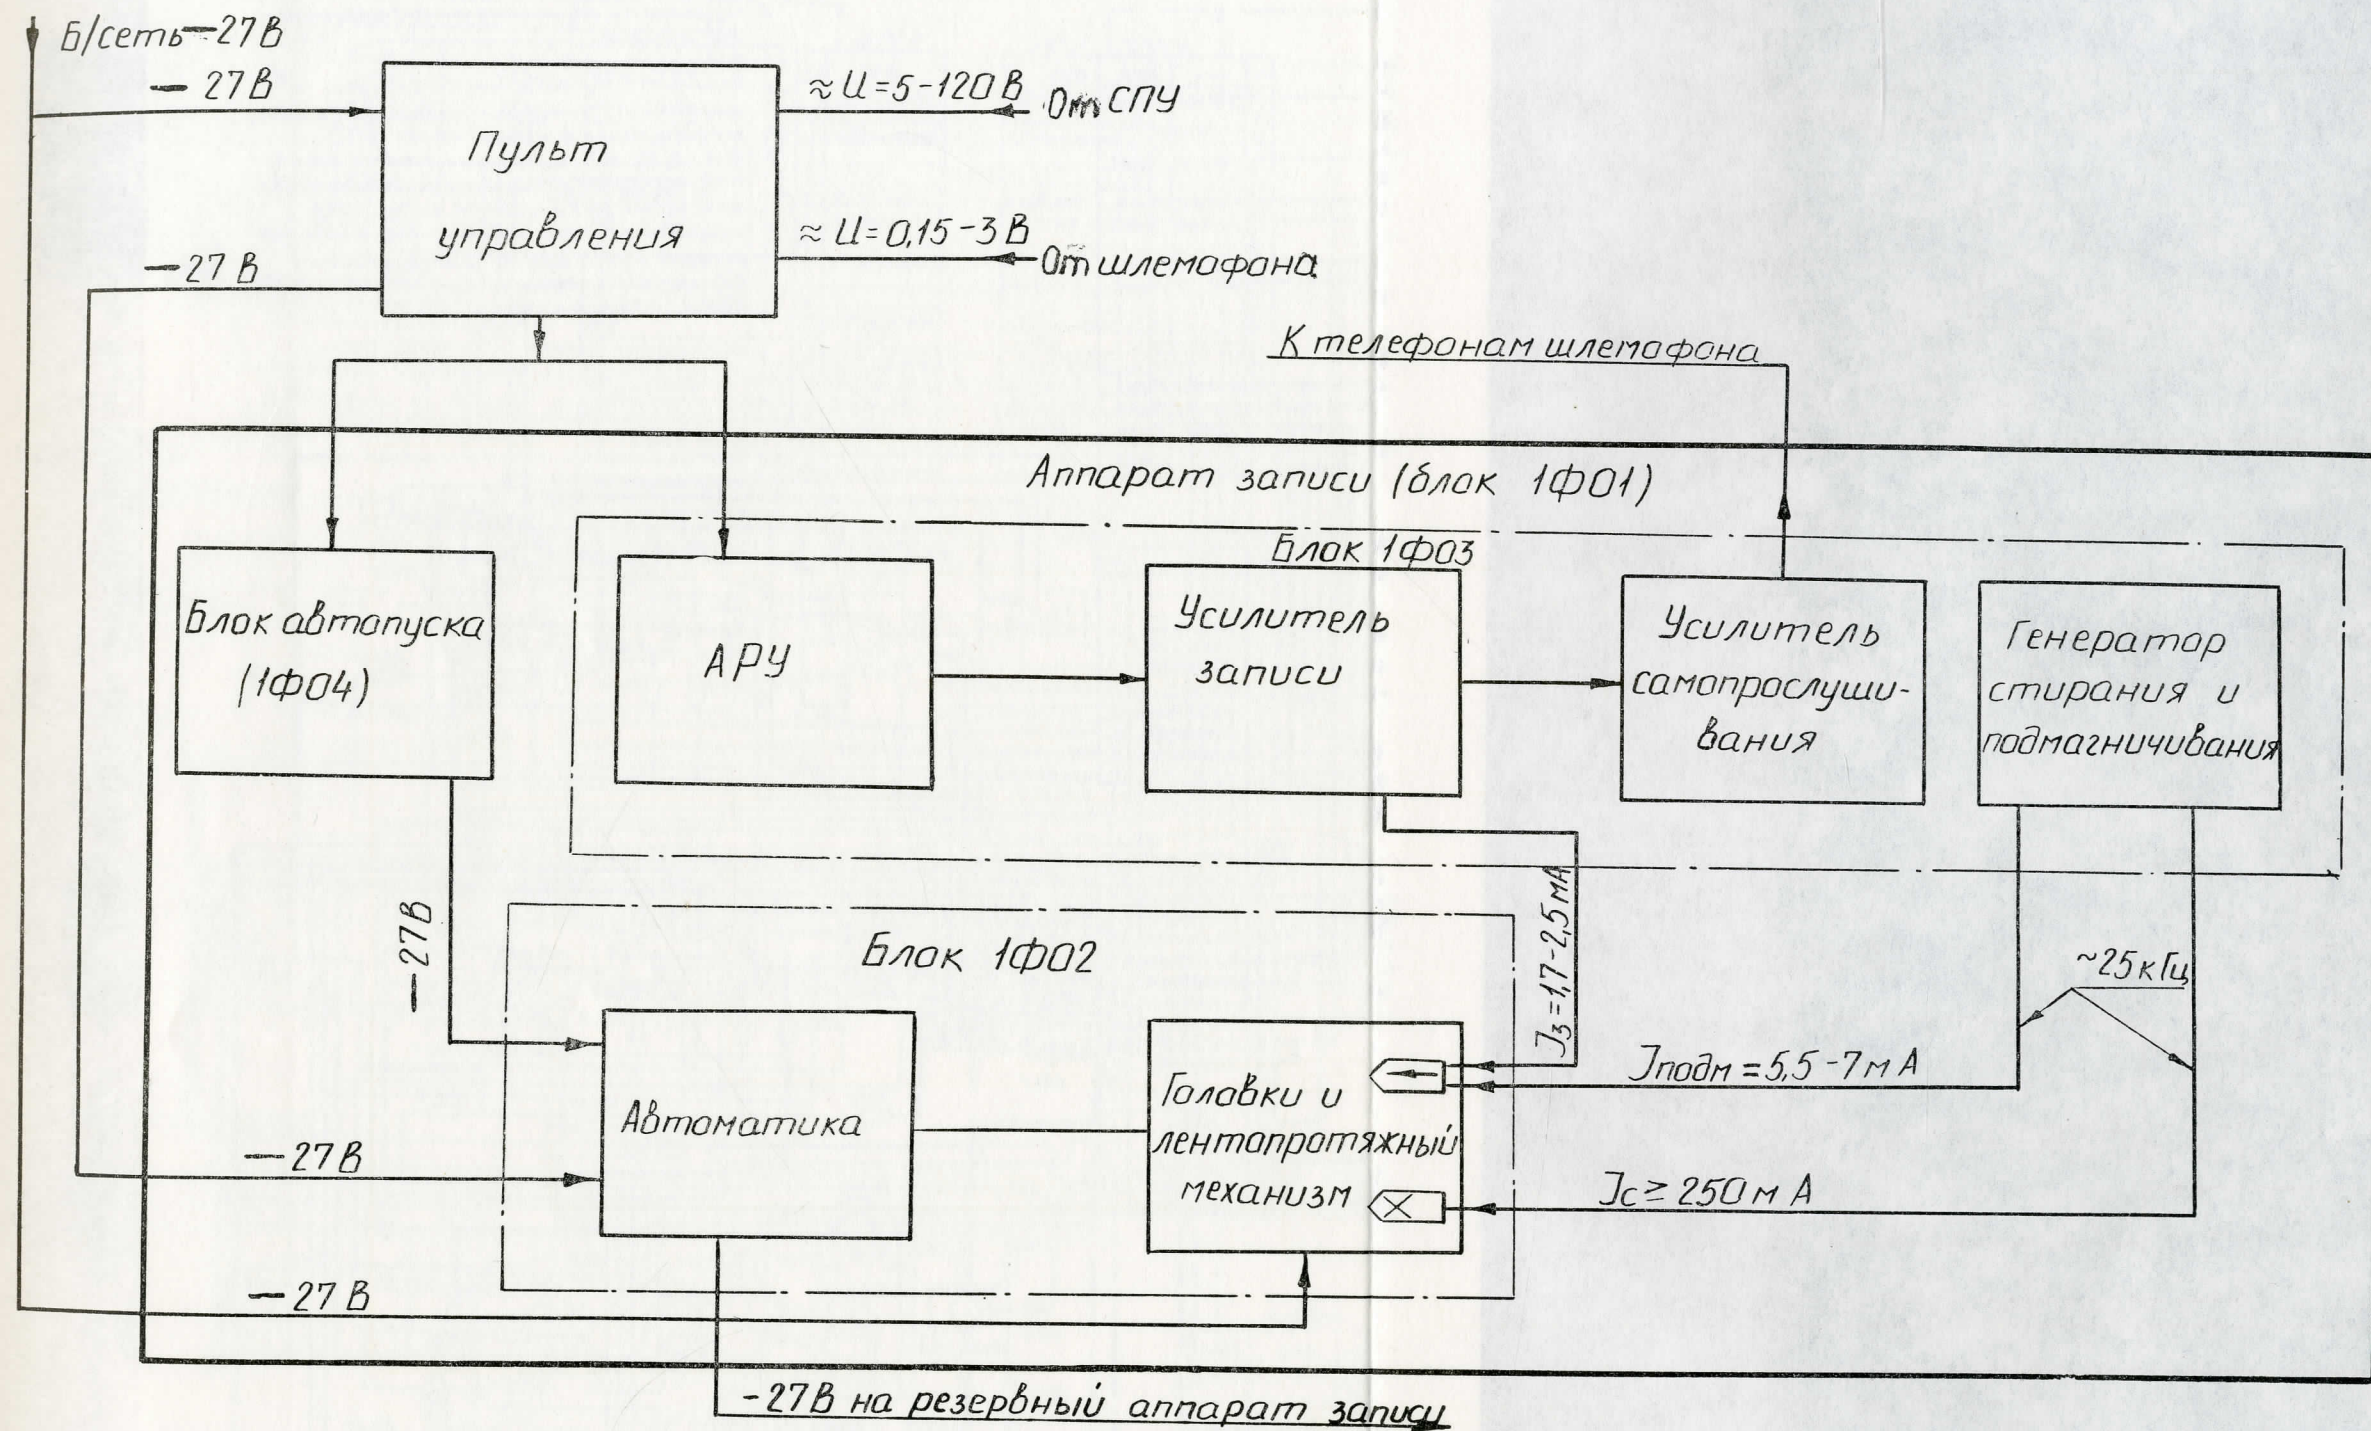 Б/сеть -27В
- 27В
Пульт
управления
≈ U=5-120В
От СПУ
≈ U=0,15-3В
От шлемофона
-27В
К телефонам шлемофона
Аппарат записи (блок 1Ф01)
Блок 1Ф03
Блок автопуска
(1Ф04)
АРУ
Усилитель
записи
Усилитель
самопрослуши-
вания
Генератор
стирания и
подмагничивания
-27В
Блок 1Ф02
Jз=1,7-2,5мА
~25кГц
Автоматика
Головки и
лентопротяжный
механизм
Jподм=5,5-7мА
Jс≥250мА
-27В
-27В
-27В на резервный аппарат записи